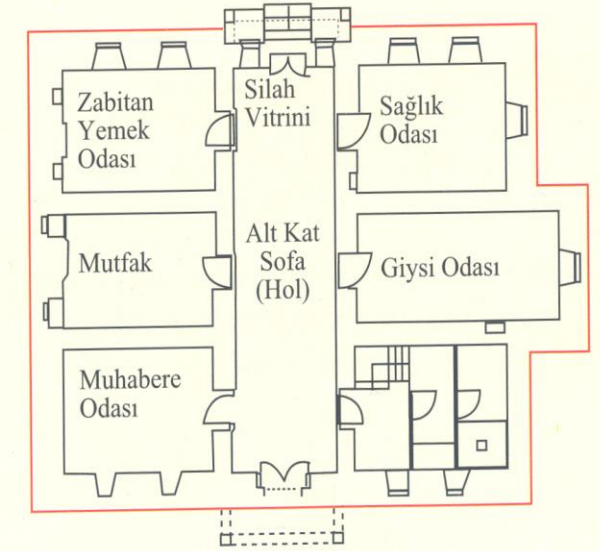 Zabitan
Yemek
Odası
Silah
Vitrini
Sağlık
Odası
Mutfak
Alt Kat
Sofa
(Hol)
Giysi Odası
Muhabere
Odası